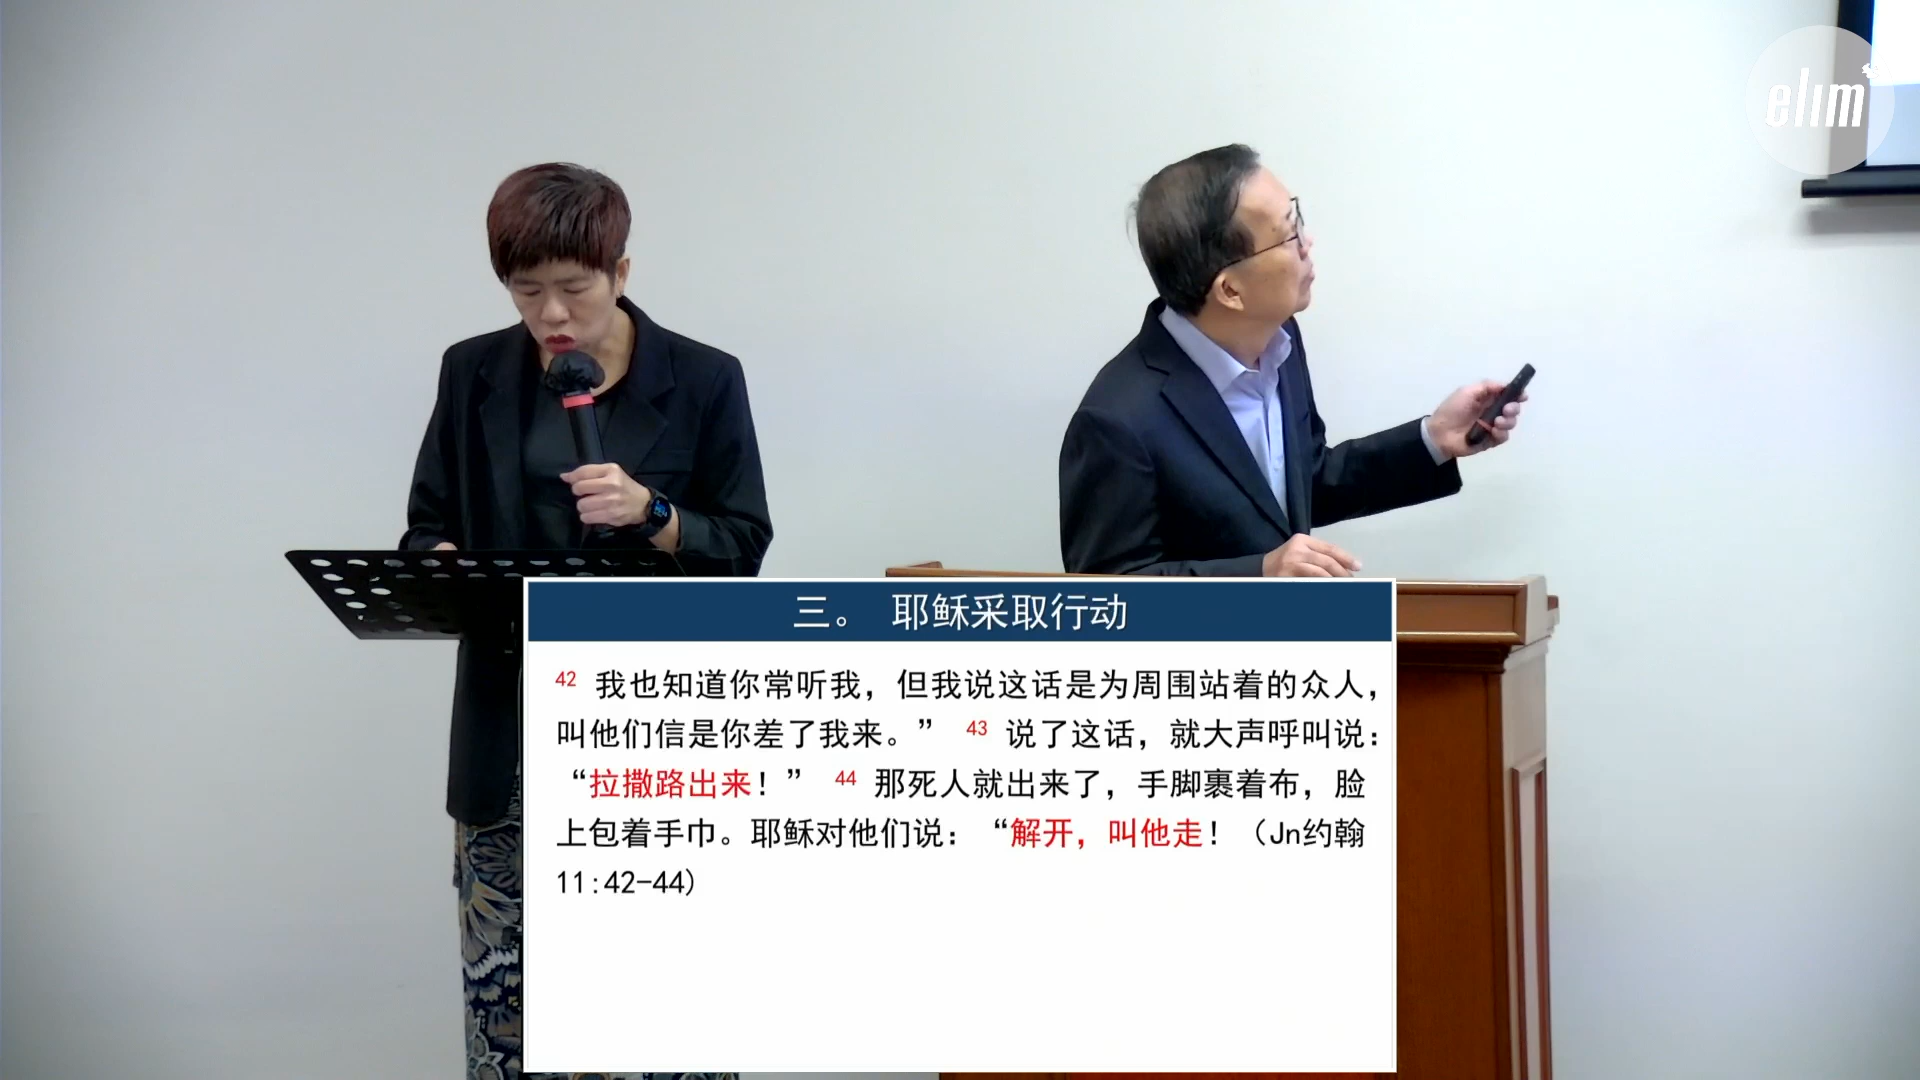 elim
三。 耶稣采取行动
42 我也知道你常听我，但我说这话是为周围站着的众人，
叫他们信是你差了我来。” 43 说了这话，就大声呼叫说：
“拉撒路出来！” 44 那死人就出来了，手脚裹着布，脸
上包着手巾。耶稣对他们说：“解开，叫他走！（Jn约翰
11:42-44)